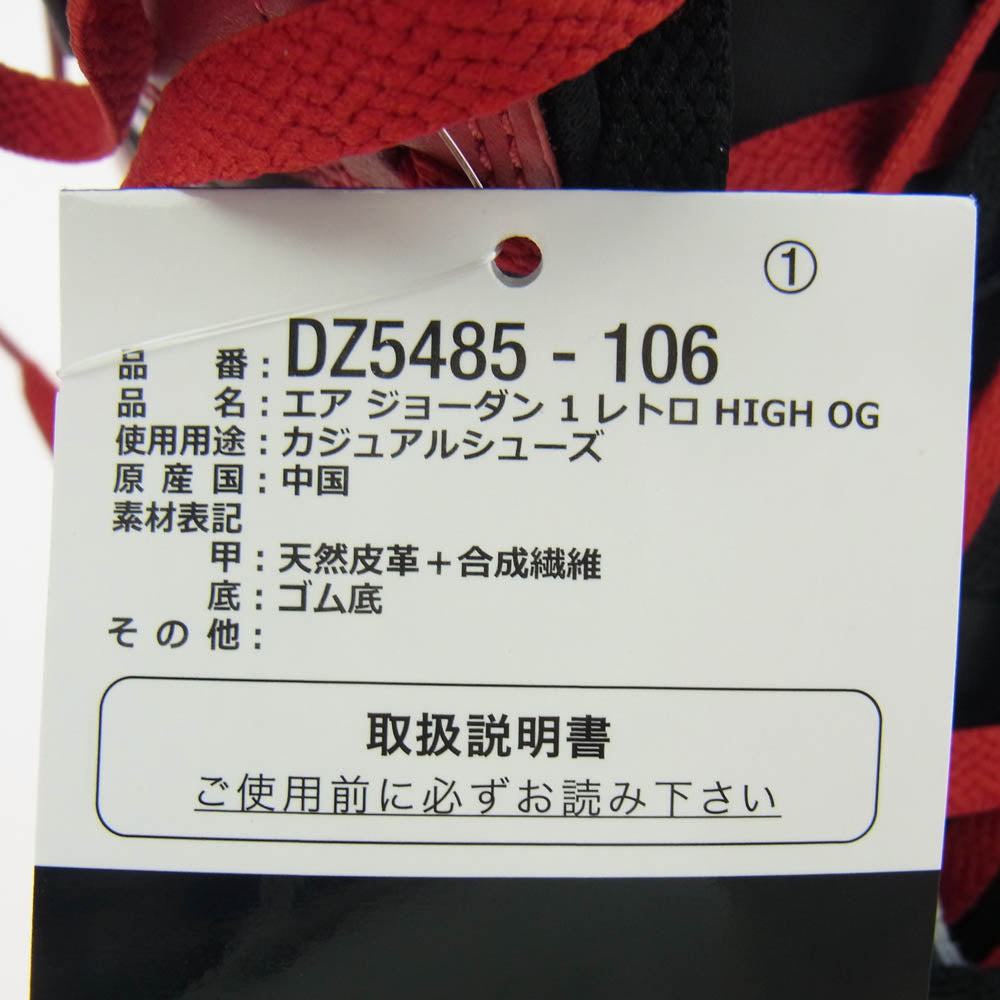 ①
品番：DZ5485 - 106
品名：エア ジョーダン 1 レトロ HIGH OG
使用用途：カジュアルシューズ
原産国：中国
素材表記
甲：天然皮革＋合成繊維
底：ゴム底
その他：
取扱説明書
ご使用前に必ずお読み下さい